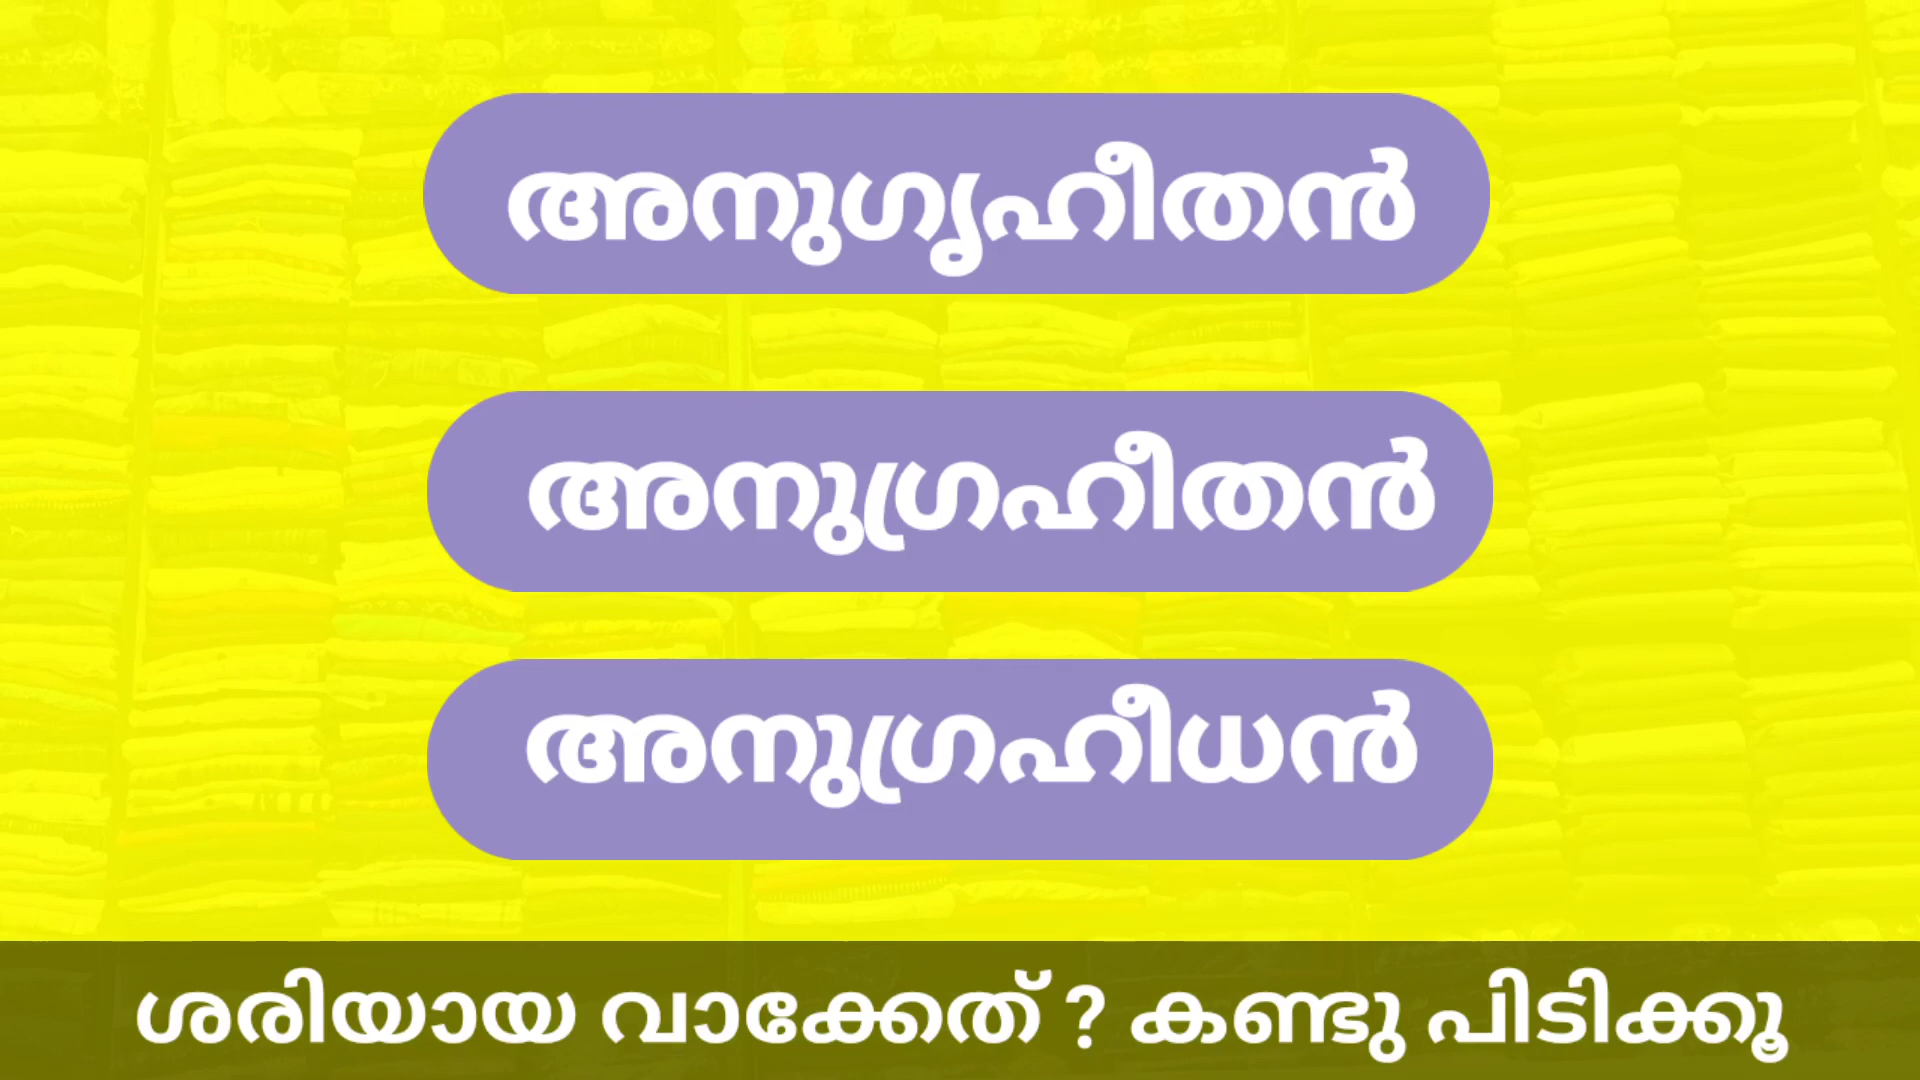 അനുഗൃഹീതൻ
അനുഗ്രഹീതൻ
അനുഗ്രഹീധൻ
ശരിയായ വാക്കേത് ? കണ്ടു പിടിക്കൂ